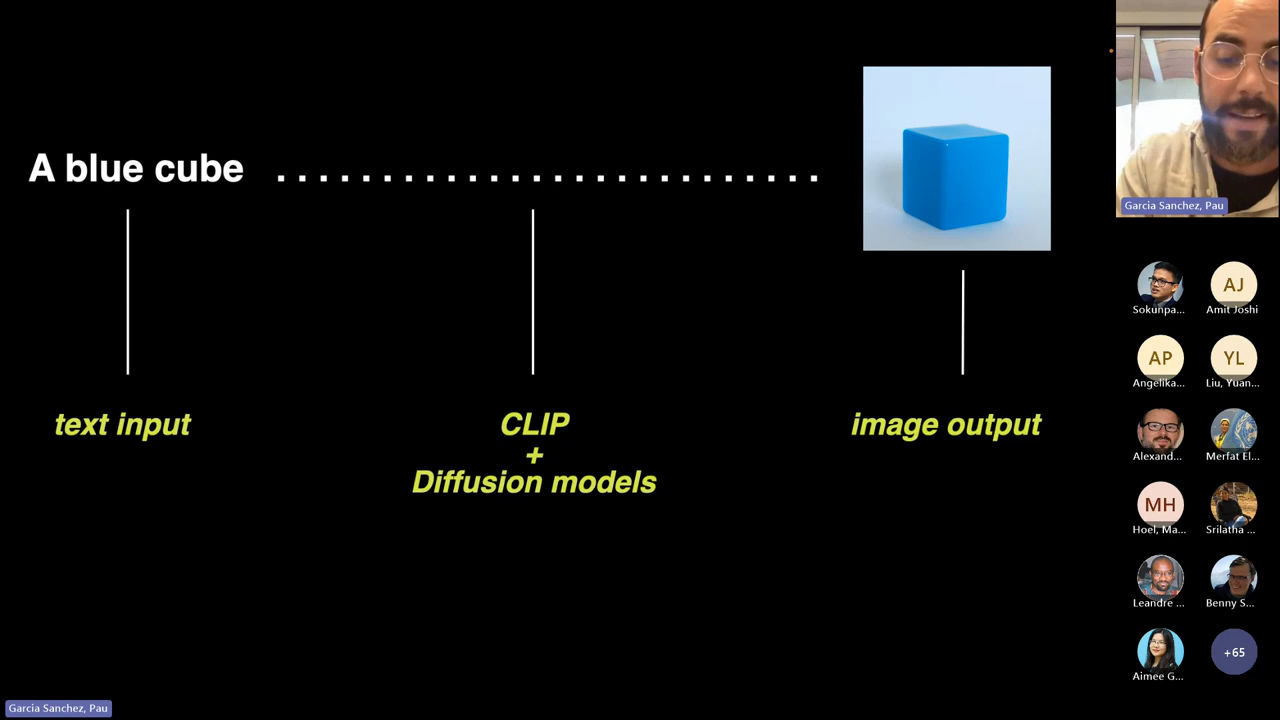 A blue cube . . . . . . . . . . . . . . . . . . . . . . . . . .
text input
CLIP
+
Diffusion models
image output
Garcia Sanchez, Pau
Sokunpa...
AJ
Amit Joshi
AP
Angelika...
YL
Liu, Yuan...
Alexand...
Merfat El...
MH
Hoel, Ma...
Srilatha ...
Leandre ...
Benny S...
Aimee G...
+65
Garcia Sanchez, Pau